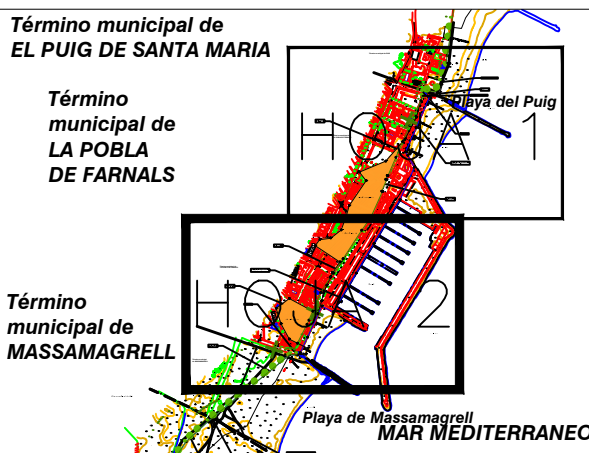 Término municipal de
EL PUIG DE SANTA MARIA
Término
municipal de
LA POBLA
DE FARNALS
Playa del Puig
HOJA 1
HOJA 2
Término
municipal de
MASSAMAGRELL
Playa de Massamagrell
MAR MEDITERRANEO